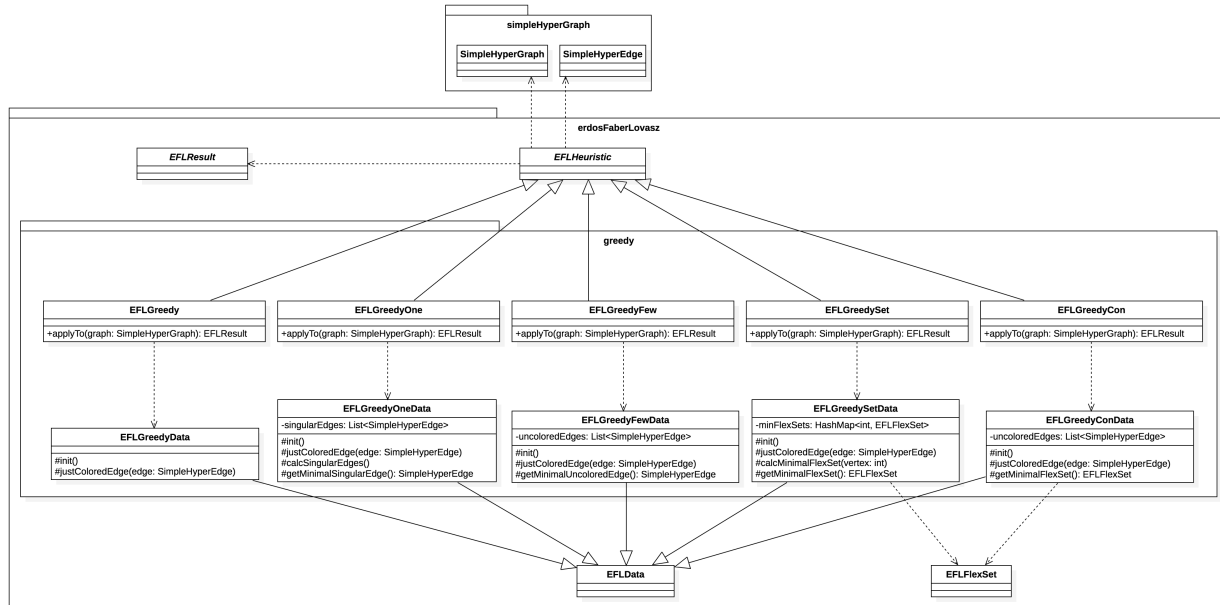 simpleHyperGraph
SimpleHyperGraph
SimpleHyperEdge
erdosFaberLovasz
EFLResult
EFLHeuristic
greedy
EFLGreedy
+applyTo(graph: SimpleHyperGraph): EFLResult
EFLGreedyOne
+applyTo(graph: SimpleHyperGraph): EFLResult
EFLGreedyFew
+applyTo(graph: SimpleHyperGraph): EFLResult
EFLGreedySet
+applyTo(graph: SimpleHyperGraph): EFLResult
EFLGreedyCon
+applyTo(graph: SimpleHyperGraph): EFLResult
EFLGreedyData
#init()
#justColoredEdge(edge: SimpleHyperEdge)
EFLGreedyOneData
-singularEdges: List<SimpleHyperEdge>
#init()
#justColoredEdge(edge: SimpleHyperEdge)
#calcSingularEdges()
#getMinimalSingularEdge(): SimpleHyperEdge
EFLGreedyFewData
-uncoloredEdges: List<SimpleHyperEdge>
#init()
#justColoredEdge(edge: SimpleHyperEdge)
#getMinimalUncoloredEdge(): SimpleHyperEdge
EFLGreedySetData
-minFlexSets: HashMap<int, EFLFlexSet>
#init()
#justColoredEdge(edge: SimpleHyperEdge)
#calcMinimalFlexSet(vertex: int)
#getMinimalFlexSet(): EFLFlexSet
EFLGreedyConData
-uncoloredEdges: List<SimpleHyperEdge>
#init()
#justColoredEdge(edge: SimpleHyperEdge)
#getMinimalFlexSet(): EFLFlexSet
EFLData
EFLFlexSet